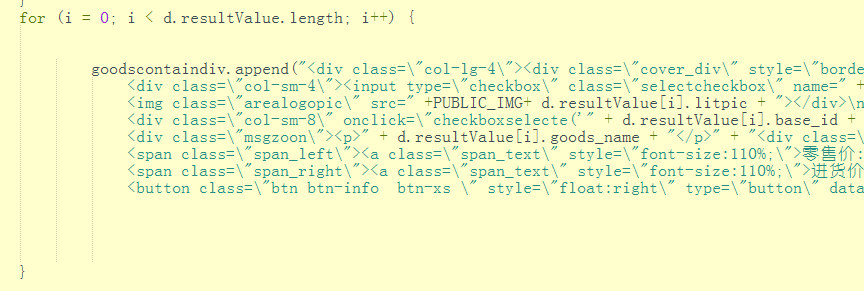 }
for (i = 0; i < d.resultValue.length; i++) {
goodscontaindiv.append("<div class=\"col-lg-4\"><div class=\"cover_div\" style=\"borde
<div class=\"col-sm-4\"><input type=\"checkbox\" class=\"selectcheckbox\" name=" +
<img class=\"arealogopic\" src=" +PUBLIC_IMG+ d.resultValue[i].litpic + "></div>\n
<div class=\"col-sm-8\" onclick=\"checkboxselecte('" + d.resultValue[i].base_id +
<div class=\"msgzoon\"><p>" + d.resultValue[i].goods_name + "</p>" + "<div class=\
<span class=\"span_left\"><a class=\"span_text\" style=\"font-size:110%;\">零售价:
<span class=\"span_right\"><a class=\"span_text\" style=\"font-size:110%;\">进货价
<button class=\"btn btn-info  btn-xs \" style=\"float:right\" type=\"button\" data
}